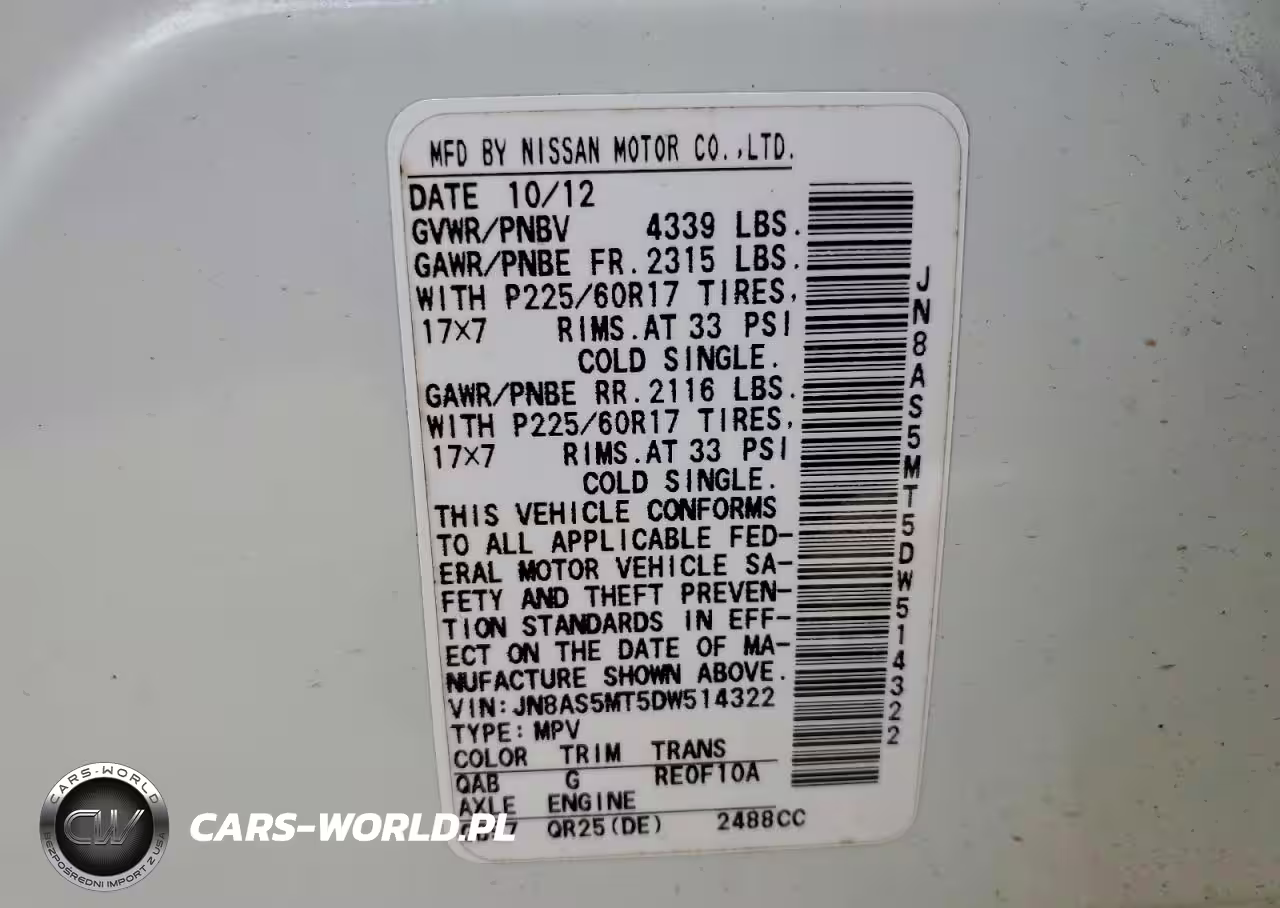 MFD BY NISSAN MOTOR CO.,LTD.
DATE 10/12
GVWR/PNBV 4339 LBS.
GAWR/PNBE FR. 2315 LBS.
WITH P225/60R17 TIRES,
17×7 RIMS. AT 33 PSI
COLD SINGLE.
GAWR/PNBE RR. 2116 LBS.
WITH P225/60R17 TIRES,
17×7 RIMS. AT 33 PSI
COLD SINGLE.
THIS VEHICLE CONFORMS
TO ALL APPLICABLE FED-
ERAL MOTOR VEHICLE SA-
FETY AND THEFT PREVEN-
TION STANDARDS IN EFF-
ECT ON THE DATE OF MA-
NUFACTURE SHOWN ABOVE.
VIN: JN8AS5MT5DW514322
TYPE: MPV
COLOR TRIM TRANS
QAB G RE0F10A
AXLE ENGINE
QR25(DE) 2488CC
JN8AS5MT5DW514322
CARS-WORLD
CW
BEZPOŚREDNI IMPORT Z USA
CARS-WORLD.PL